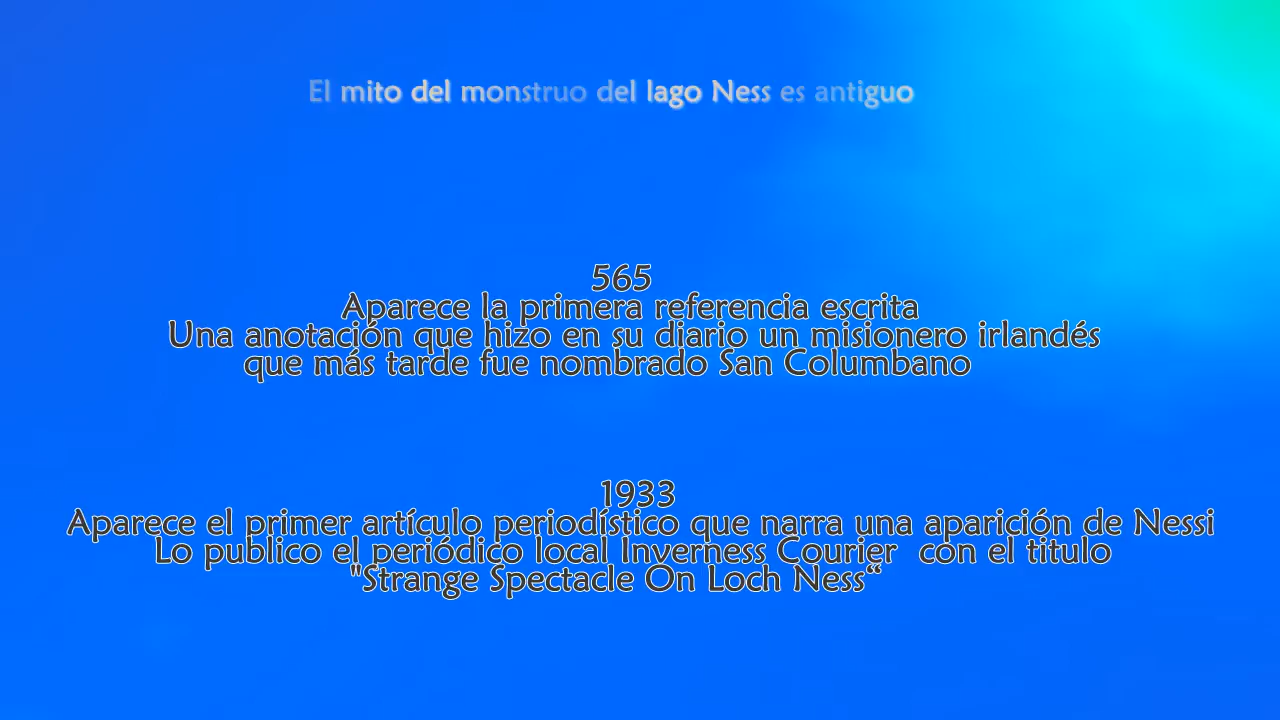 El mito del monstruo del lago Ness es antiguo
565
Aparece la primera referencia escrita
Una anotación que hizo en su diario un misionero irlandés
que más tarde fue nombrado San Columbano
1933
Aparece el primer artículo periodístico que narra una aparición de Nessi
Lo publico el periódico local Inverness Courier  con el titulo
"Strange Spectacle On Loch Ness“